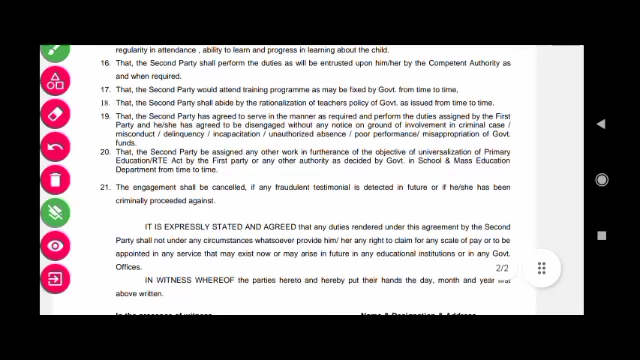 regularity in attendance , ability to learn and progress in learning about the child.
16. That, the Second Party shall perform the duties as will be entrusted upon him/her by the Competent Authority as
and when required.
17. That, the Second Party would attend training programme as may be fixed by Govt. from time to time,
18. That, the Second Party shall abide by the rationalization of teachers policy of Govt. as issued from time to time.
19. That, the Second Party has agreed to serve in the manner as required and perform the duties assigned by the First
Party and he/she has agreed to be disengaged without any notice on ground of involvement in criminal case /
misconduct / delinquency / incapacitation / unauthorized absence / poor performance/ misappropriation of Govt.
funds.
20. That, the Second Party be assigned any other work in furtherance of the objective of universalization of Primary
Education/RTE Act by the First party or any other authority as decided by Govt. in School & Mass Education
Department from time to time.
21. The engagement shall be cancelled, if any fraudulent testimonial is detected in future or if he/she has been
criminally proceeded against.
IT IS EXPRESSLY STATED AND AGREED that any duties rendered under this agreement by the Second
Party shall not under any circumstances whatsoever provide him/ her any right to claim for any scale of pay or to be
appointed in any service that may exist now or may arise in future in any educational institutions or in any Govt.
Offices.
2/2
IN WITNESS WHEREOF the parties hereto and hereby put their hands the day, month and year first
above written.
In the presence of witness Name & Designation & Address